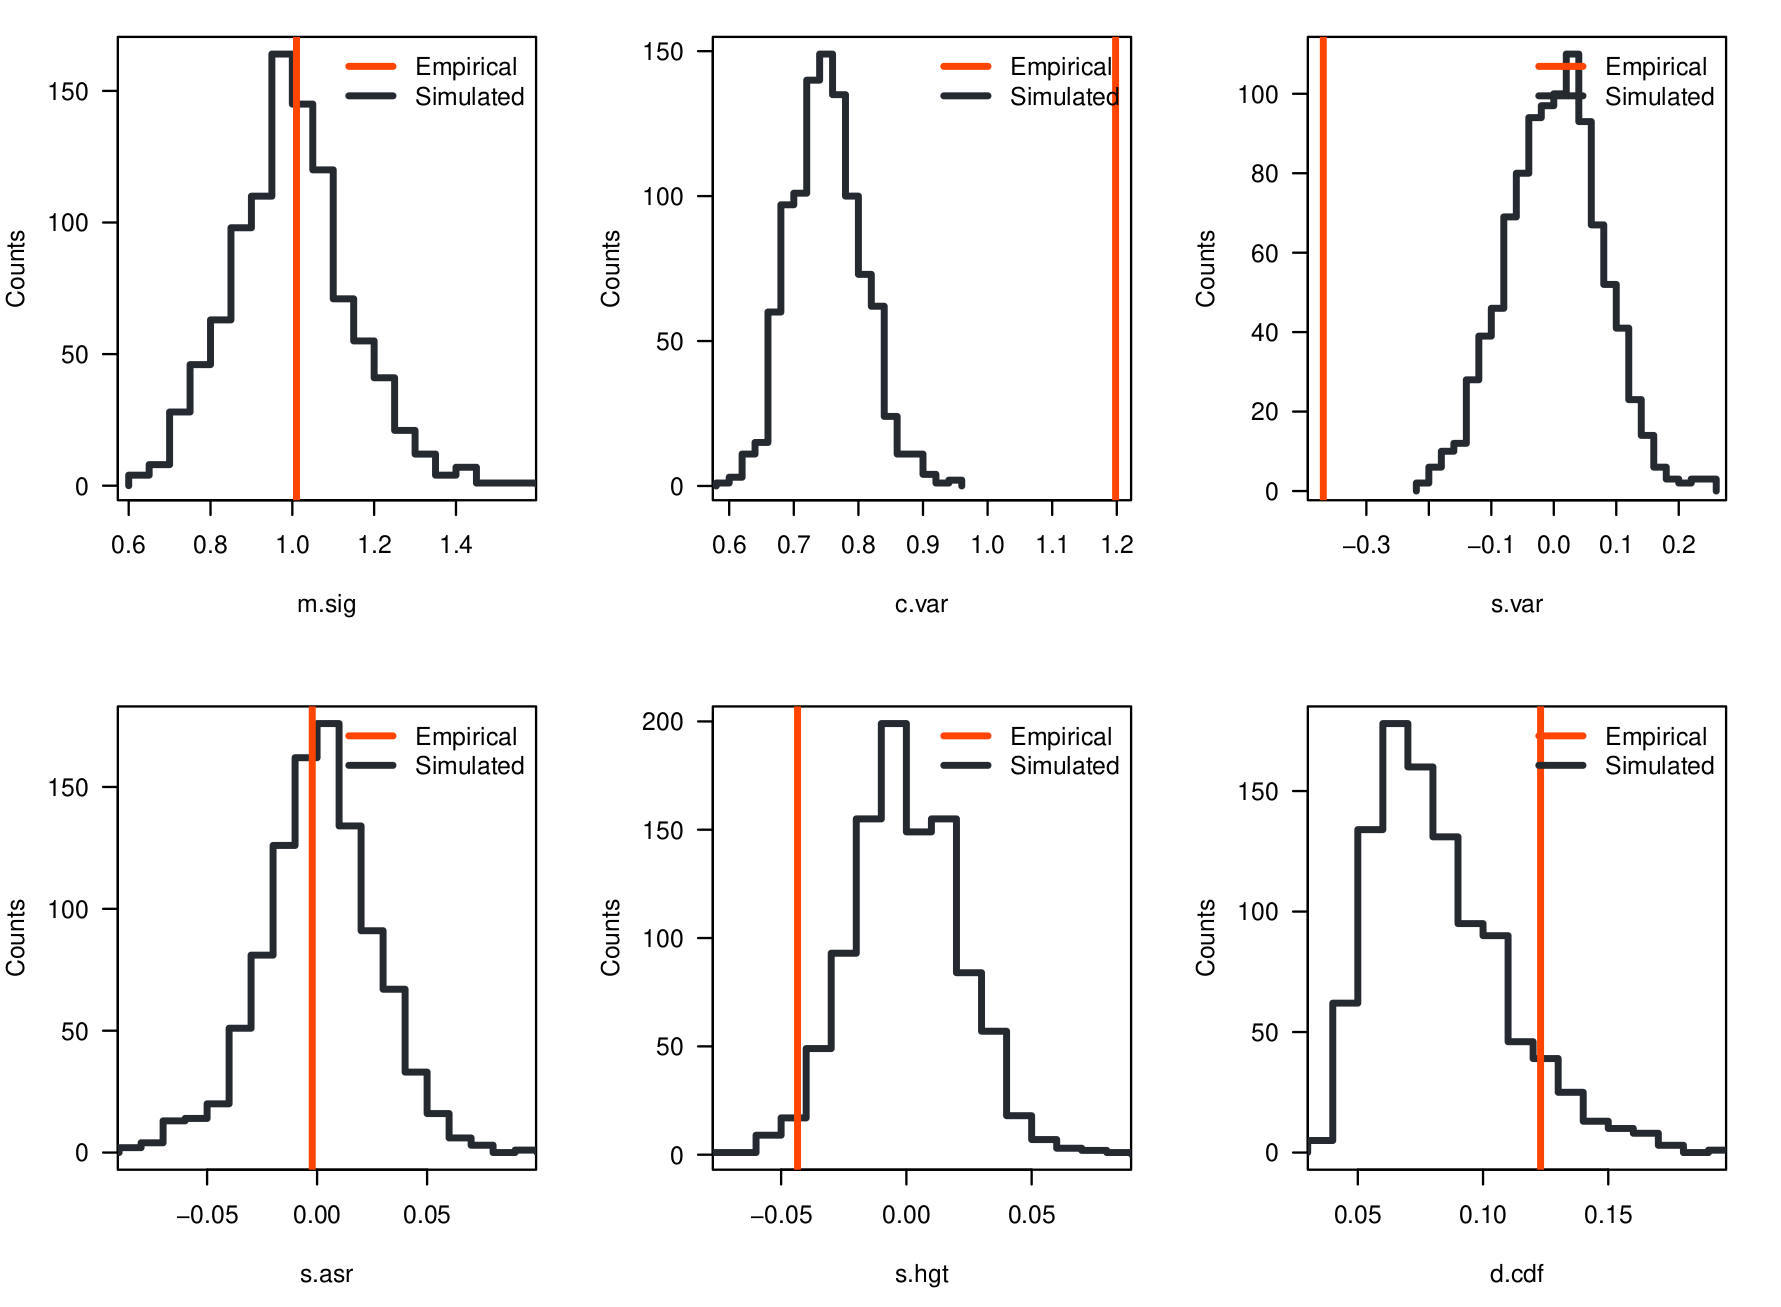 Counts
150
100
50
0
Empirical
Simulated
0.6 0.8 1.0 1.2 1.4
m.sig
Counts
150
100
50
0
Empirical
Simulated
0.6 0.7 0.8 0.9 1.0 1.1 1.2
c.var
Counts
100
80
60
40
20
0
Empirical
Simulated
−0.3 −0.1 0.0 0.1 0.2
s.var
Counts
150
100
50
0
Empirical
Simulated
−0.05 0.00 0.05
s.asr
Counts
200
150
100
50
0
Empirical
Simulated
−0.05 0.00 0.05
s.hgt
Counts
150
100
50
0
Empirical
Simulated
0.05 0.10 0.15
d.cdf